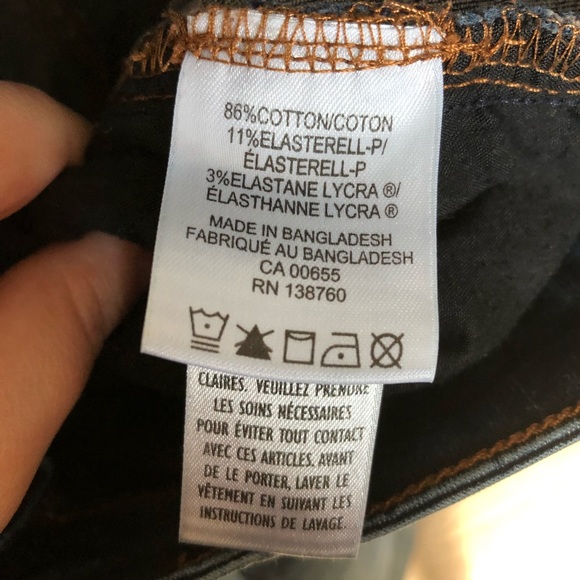 86%COTTON/COTON
11%ELASTERELL-P/
ÉLASTERELL-P
3%ELASTANE LYCRA ®/
ÉLASTHANNE LYCRA ®
MADE IN BANGLADESH
FABRIQUÉ AU BANGLADESH
CA 00655
RN 138760
CLAIRES. VEUILLEZ PRENDRE
LES SOINS NÉCESSAIRES
POUR ÉVITER TOUT CONTACT
AVEC CES ARTICLES. AVANT
DE LE PORTER, LAVER LE
VÊTEMENT EN SUIVANT LES
INSTRUCTIONS DE LAVAGE.